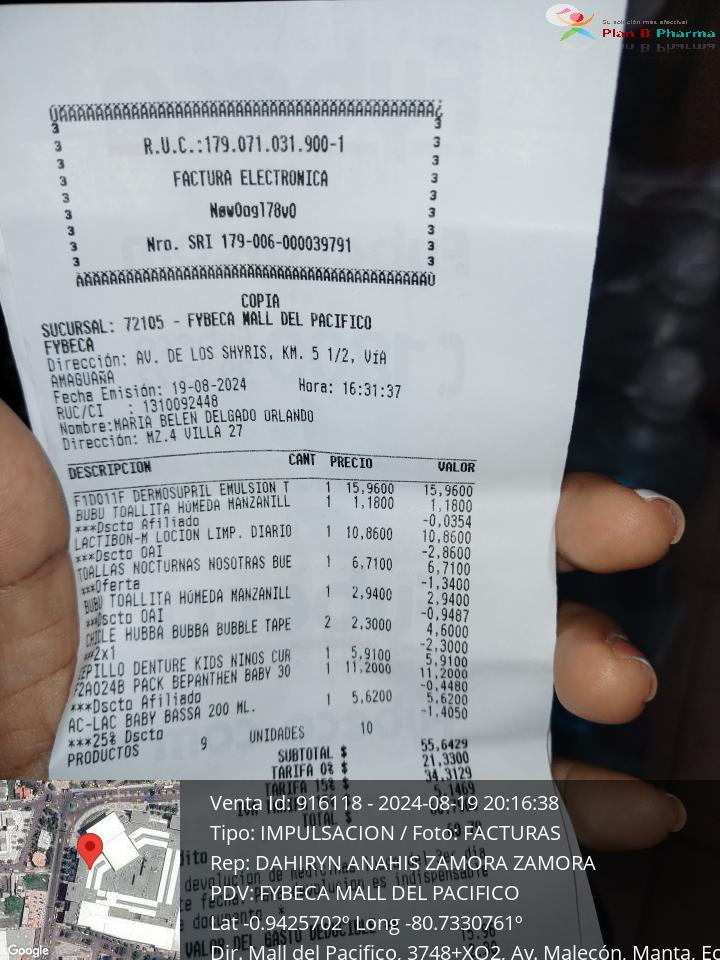 Su solución más efectiva!
Plan B Pharma
R.U.C.:179.071.031.900-1
FACTURA ELECTRONICA
Nro. SRI 179-006-000039791
COPIA
SUCURSAL: 72105 - FYBECA MALL DEL PACIFICO
FYBECA
Dirección: AV. DE LOS SHYRIS, KM. 5 1/2, VíA
AMAGUAÑA
Fecha Emisión: 19-08-2024 Hora: 16:31:37
RUC/CI : 1310092448
Nombre:MARIA BELEN DELGADO ORLANDO
Dirección: MZ.4 VILLA 27
DESCRIPCION CANT PRECIO VALOR
F1D011F DERMOSUPRIL EMULSION T 1 15,9600 15,9600
BUBU TOALLITA HÚMEDA MANZANILL 1 1,1800 1,1800
***Dscto Afiliado -0,0354
LACTIBON-M LOCION LIMP. DIARIO 1 10,8600 10,8600
***Dscto OAI -2,8600
TOALLAS NOCTURNAS NOSOTRAS BUE 1 6,7100 6,7100
***Oferta -1,3400
BUBU TOALLITA HÚMEDA MANZANILL 1 2,9400 2,9400
***Dscto OAI -0,9487
CHICLE HUBBA BUBBA BUBBLE TAPE 2 2,3000 4,6000
***2x1 -2,3000
CEPILLO DENTURE KIDS NINOS CUR 1 5,9100 5,9100
F2A024B PACK BEPANTHEN BABY 30 1 11,2000 11,2000
***Dscto Afiliado -0,4480
AC-LAC BABY BASSA 200 ML. 1 5,6200 5,6200
***25% Dscto -1,4050
PRODUCTOS 9 UNIDADES 10
SUBTOTAL $ 55,6429
TARIFA 0% $ 21,3300
TARIFA 15% $ 34,3129
5,1469
TOTAL $
Venta Id: 916118 - 2024-08-19 20:16:38
Tipo: IMPULSACION / Foto: FACTURAS
Rep: DAHIRYN ANAHIS ZAMORA ZAMORA
PDV: FYBECA MALL DEL PACIFICO
Lat -0.9425702º Long -80.7330761º
Dir. Mall del Pacifico, 3748+XQ2, Av. Malecón, Manta, Ec
Google